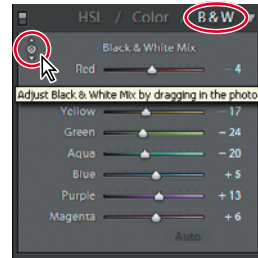 HSL / Color / B&W
Black & White Mix
Red - 4
Adjust Black & White Mix by dragging in the photo
Yellow - 17
Green - 24
Aqua - 20
Blue + 5
Purple + 13
Magenta + 6
Auto